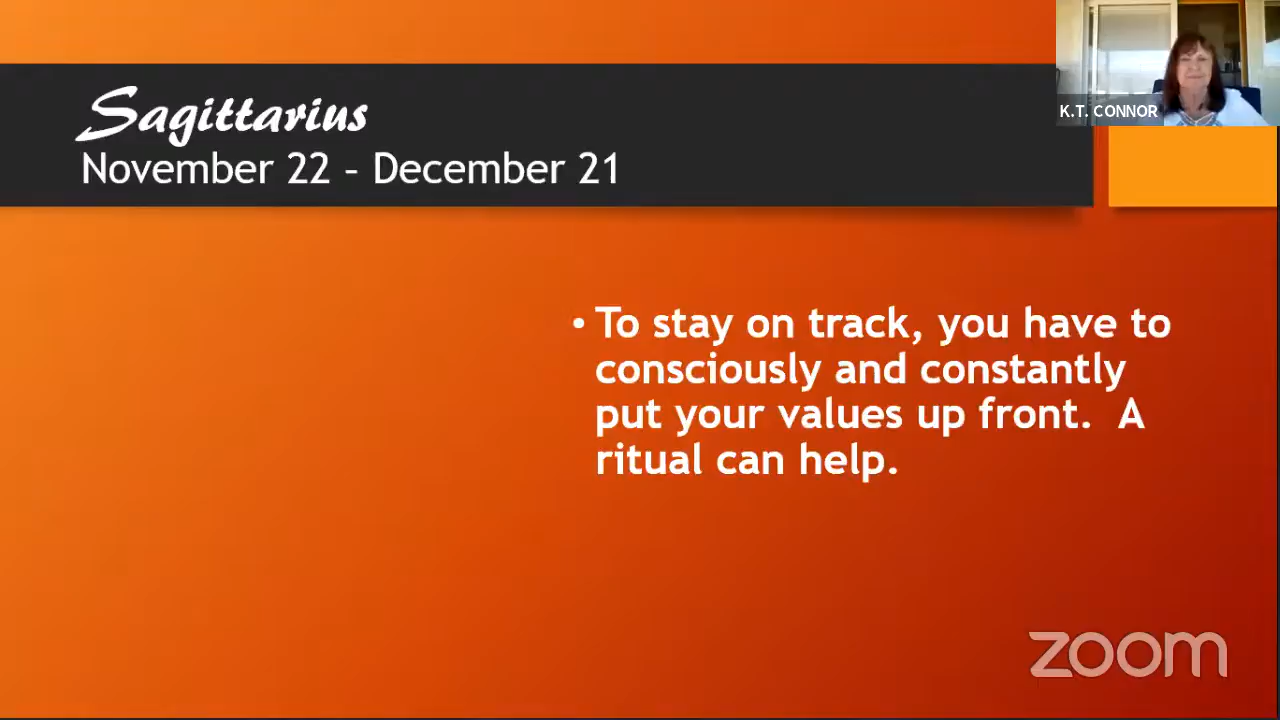 Sagittarius
November 22 – December 21
K.T. CONNOR
• To stay on track, you have to
consciously and constantly
put your values up front.  A
ritual can help.
zoom